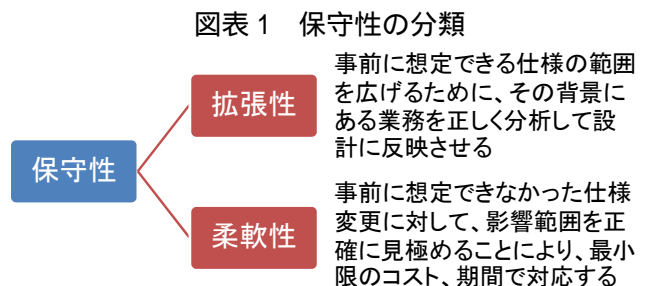 図表 1　保守性の分類
保守性
拡張性
事前に想定できる仕様の範囲
を広げるために、その背景に
ある業務を正しく分析して設
計に反映させる
柔軟性
事前に想定できなかった仕様
変更に対して、影響範囲を正
確に見極めることにより、最小
限のコスト、期間で対応する